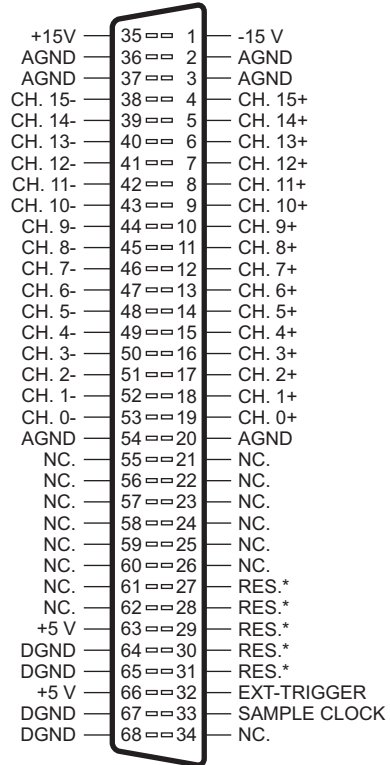 +15V 35 1 -15 V
AGND 36 2 AGND
AGND 37 3 AGND
CH. 15- 38 4 CH. 15+
CH. 14- 39 5 CH. 14+
CH. 13- 40 6 CH. 13+
CH. 12- 41 7 CH. 12+
CH. 11- 42 8 CH. 11+
CH. 10- 43 9 CH. 10+
CH. 9- 44 10 CH. 9+
CH. 8- 45 11 CH. 8+
CH. 7- 46 12 CH. 7+
CH. 6- 47 13 CH. 6+
CH. 5- 48 14 CH. 5+
CH. 4- 49 15 CH. 4+
CH. 3- 50 16 CH. 3+
CH. 2- 51 17 CH. 2+
CH. 1- 52 18 CH. 1+
CH. 0- 53 19 CH. 0+
AGND 54 20 AGND
NC. 55 21 NC.
NC. 56 22 NC.
NC. 57 23 NC.
NC. 58 24 NC.
NC. 59 25 NC.
NC. 60 26 NC.
NC. 61 27 RES.*
NC. 62 28 RES.*
+5 V 63 29 RES.*
DGND 64 30 RES.*
DGND 65 31 RES.*
+5 V 66 32 EXT-TRIGGER
DGND 67 33 SAMPLE CLOCK
DGND 68 34 NC.